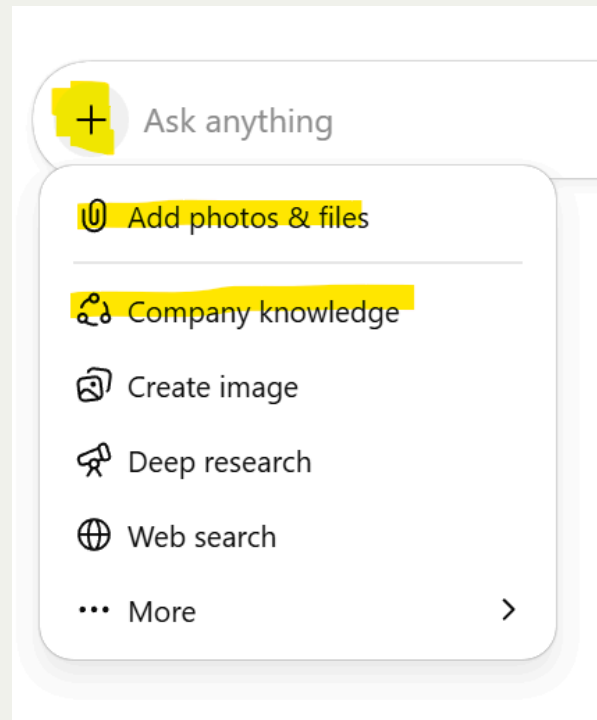 Ask anything
Add photos & files
Company knowledge
Create image
Deep research
Web search
More